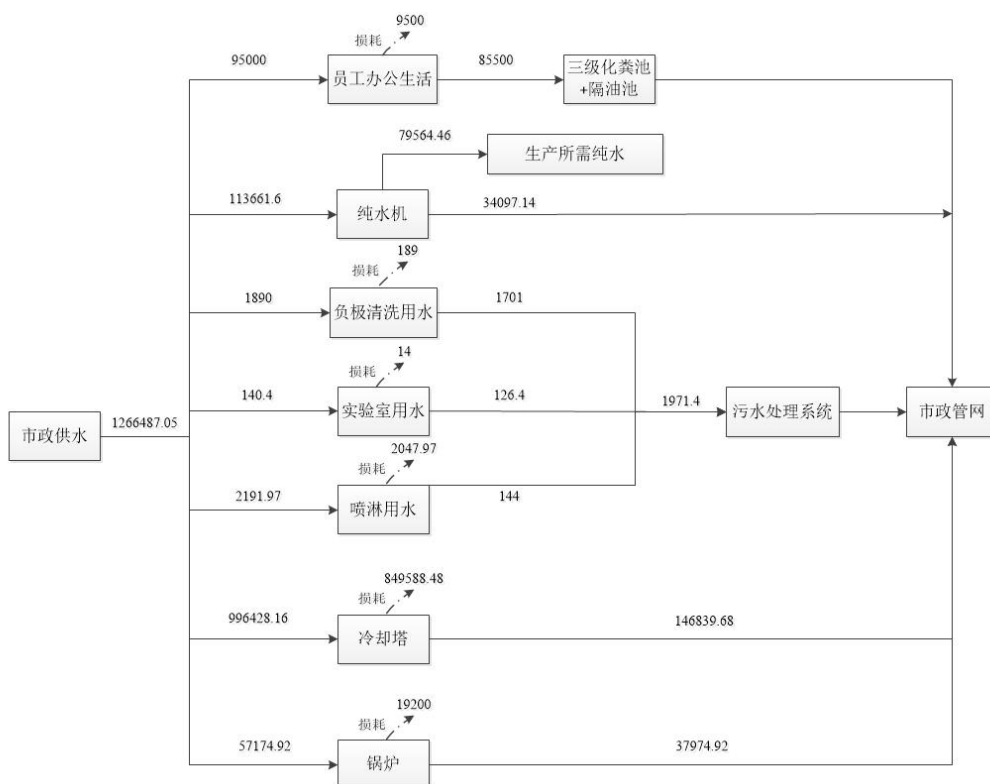 9500
损耗
95000
员工办公生活
85500
三级化粪池
+隔油池
79564.46
生产所需纯水
113661.6
纯水机
34097.14
189
损耗
1890
负极清洗用水
1701
14
损耗
140.4
实验室用水
126.4
1971.4
污水处理系统
市政管网
市政供水
1266487.05
2047.97
损耗
2191.97
喷淋用水
144
849588.48
损耗
996428.16
冷却塔
146839.68
19200
损耗
57174.92
锅炉
37974.92